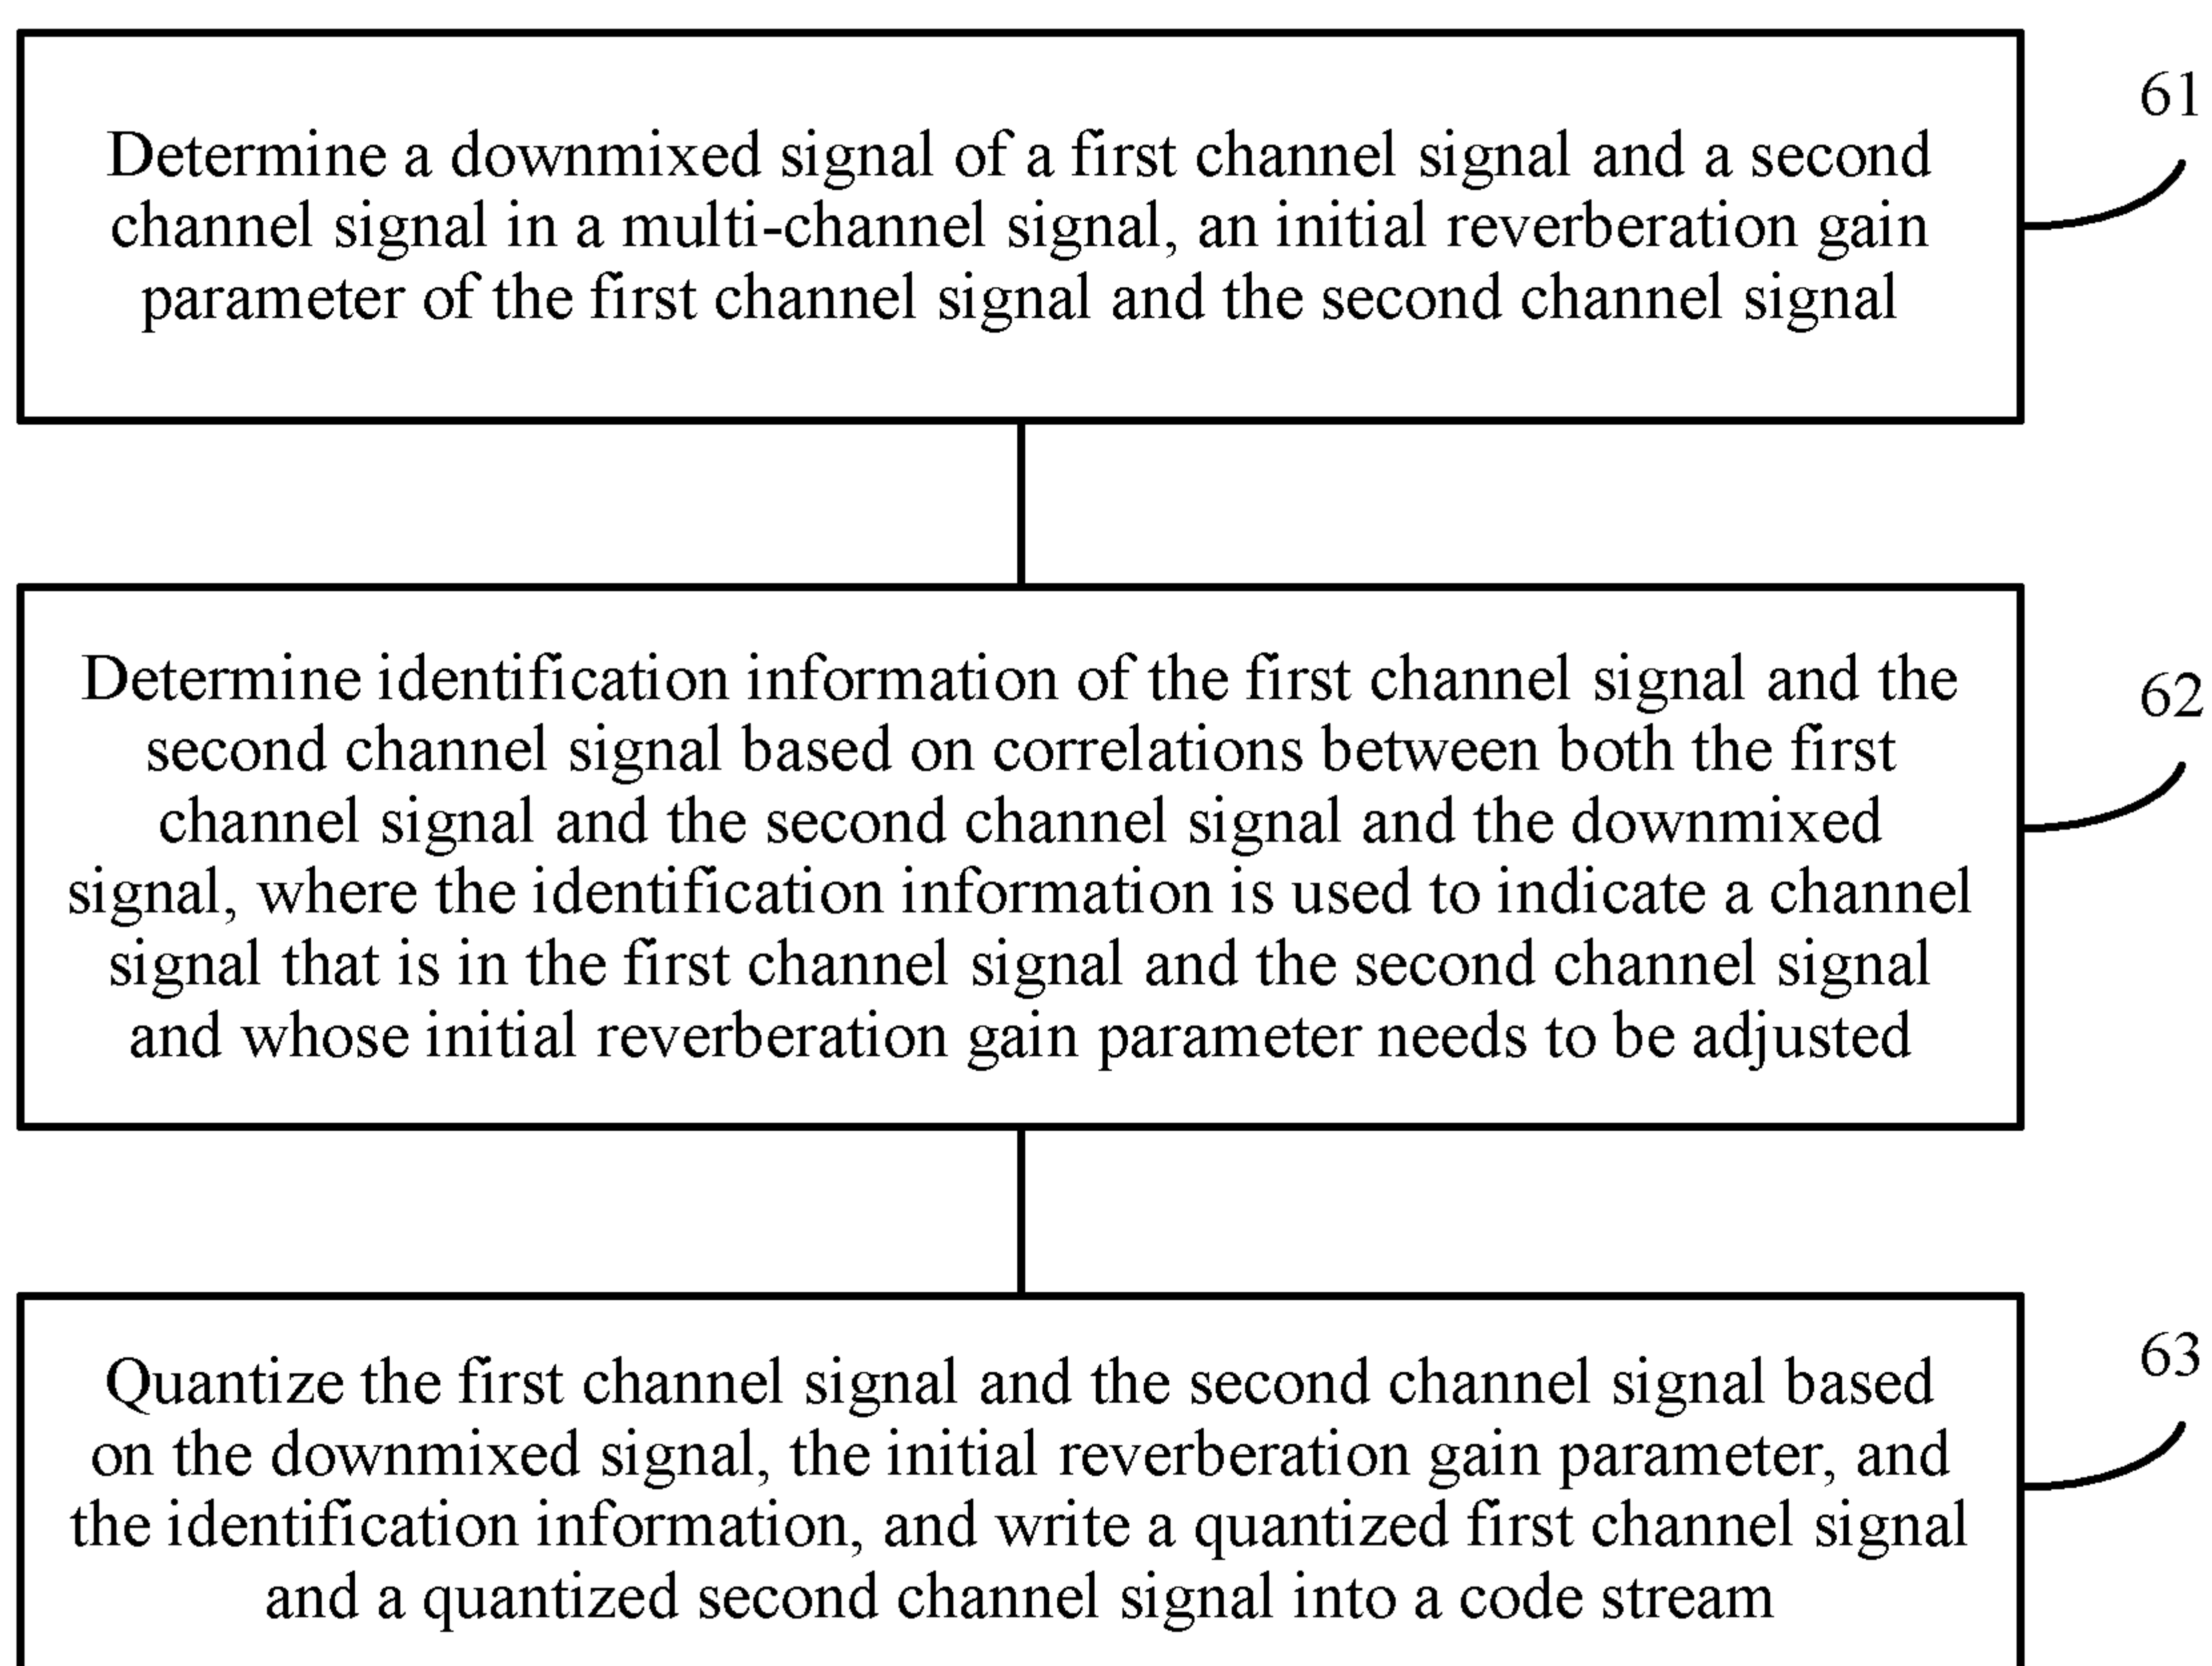 61
Determine a downmixed signal of a first channel signal and a second
channel signal in a multi-channel signal, an initial reverberation gain
parameter of the first channel signal and the second channel signal
62
Determine identification information of the first channel signal and the
second channel signal based on correlations between both the first
channel signal and the second channel signal and the downmixed
signal, where the identification information is used to indicate a channel
signal that is in the first channel signal and the second channel signal
and whose initial reverberation gain parameter needs to be adjusted
63
Quantize the first channel signal and the second channel signal based
on the downmixed signal, the initial reverberation gain parameter, and
the identification information, and write a quantized first channel signal
and a quantized second channel signal into a code stream